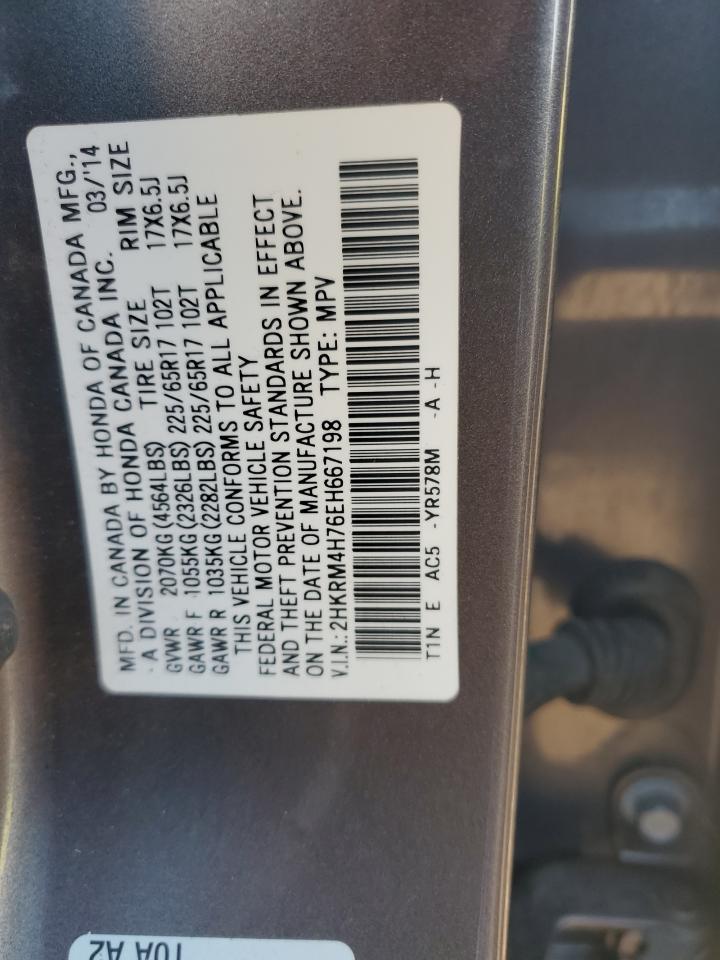 MFD. IN CANADA BY HONDA OF CANADA MFG.,
A DIVISION OF HONDA CANADA INC. 03/'14
GVWR 2070KG(4564LBS) TIRE SIZE RIM SIZE
GAWR F 1055KG(2326LBS) 225/65R17 102T 17X6.5J
GAWR R 1035KG(2282LBS) 225/65R17 102T 17X6.5J
THIS VEHICLE CONFORMS TO ALL APPLICABLE
FEDERAL MOTOR VEHICLE SAFETY
AND THEFT PREVENTION STANDARDS IN EFFECT
ON THE DATE OF MANUFACTURE SHOWN ABOVE.
V.I.N.: 2HKRM4H76EH667198 TYPE: MPV
T1N E AC5 -YR578M -A -H